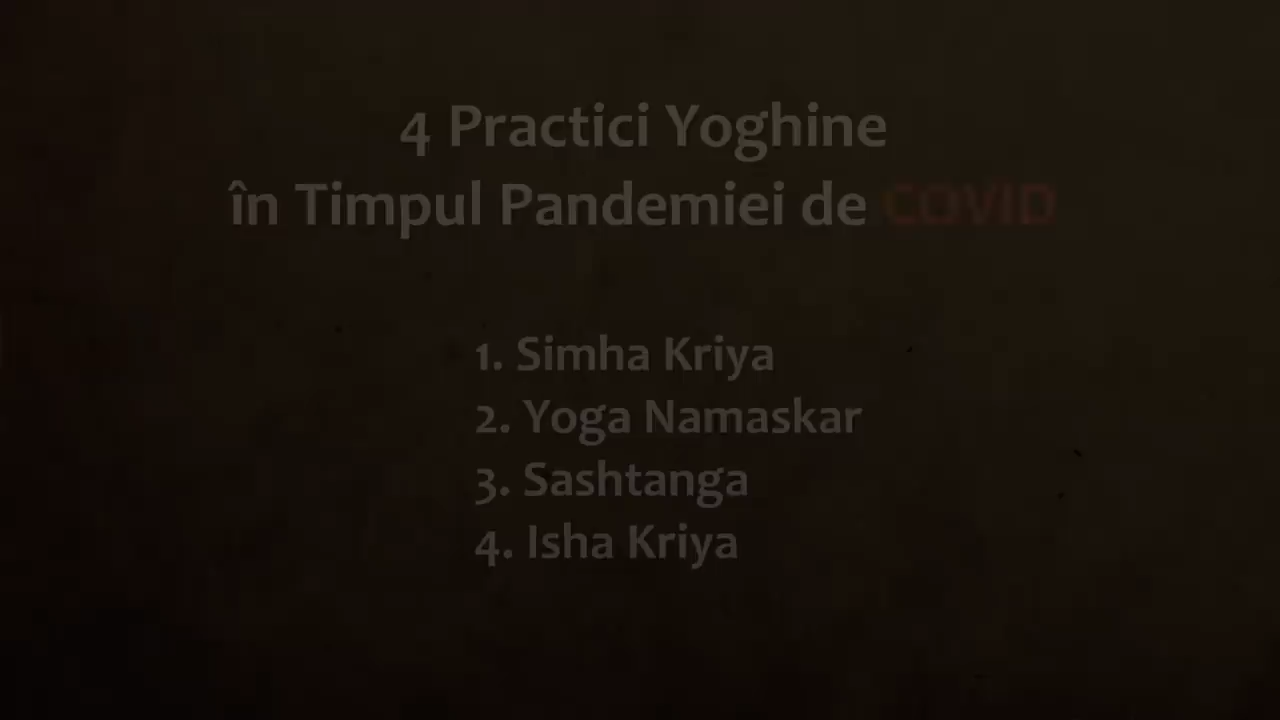 4 Practici Yoghine
în Timpul Pandemiei de COVID
1. Simha Kriya
2. Yoga Namaskar
3. Sashtanga
4. Isha Kriya